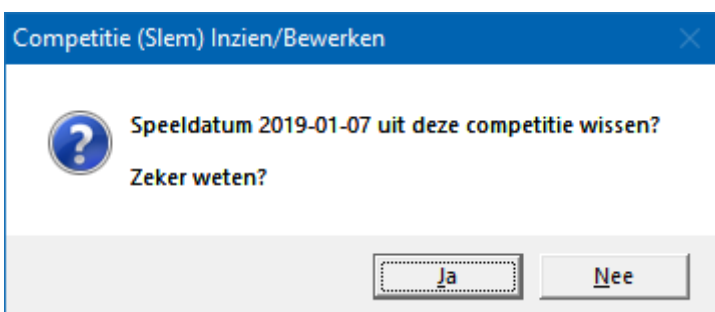 Competitie (Slem) Inzien/Bewerken
Speeldatum 2019-01-07 uit deze competitie wissen?
Zeker weten?
Ja
Nee